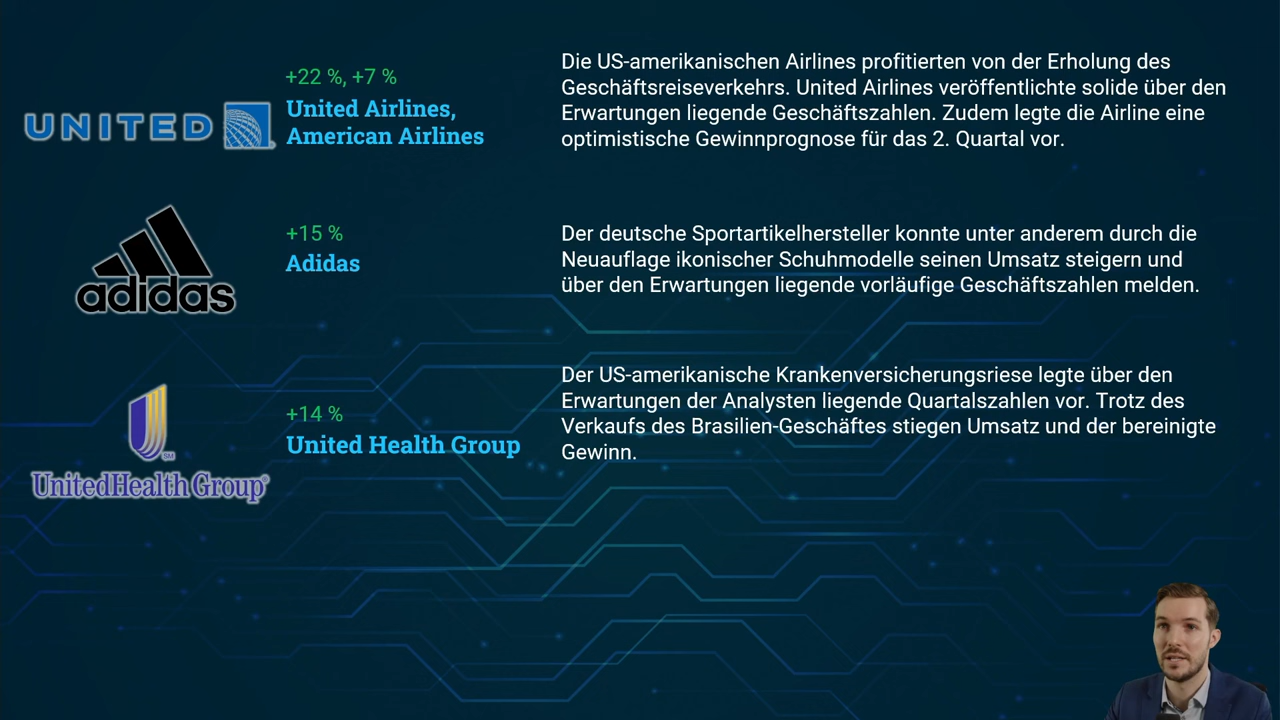 +22 %, +7 %
UNITED
United Airlines,
American Airlines
Die US-amerikanischen Airlines profitierten von der Erholung des
Geschäftsreiseverkehrs. United Airlines veröffentlichte solide über den
Erwartungen liegende Geschäftszahlen. Zudem legte die Airline eine
optimistische Gewinnprognose für das 2. Quartal vor.
adidas
+15 %
Adidas
Der deutsche Sportartikelhersteller konnte unter anderem durch die
Neuauflage ikonischer Schuhmodelle seinen Umsatz steigern und
über den Erwartungen liegende vorläufige Geschäftszahlen melden.
SM
UnitedHealth Group®
+14 %
United Health Group
Der US-amerikanische Krankenversicherungsriese legte über den
Erwartungen der Analysten liegende Quartalszahlen vor. Trotz des
Verkaufs des Brasilien-Geschäftes stiegen Umsatz und der bereinigte
Gewinn.